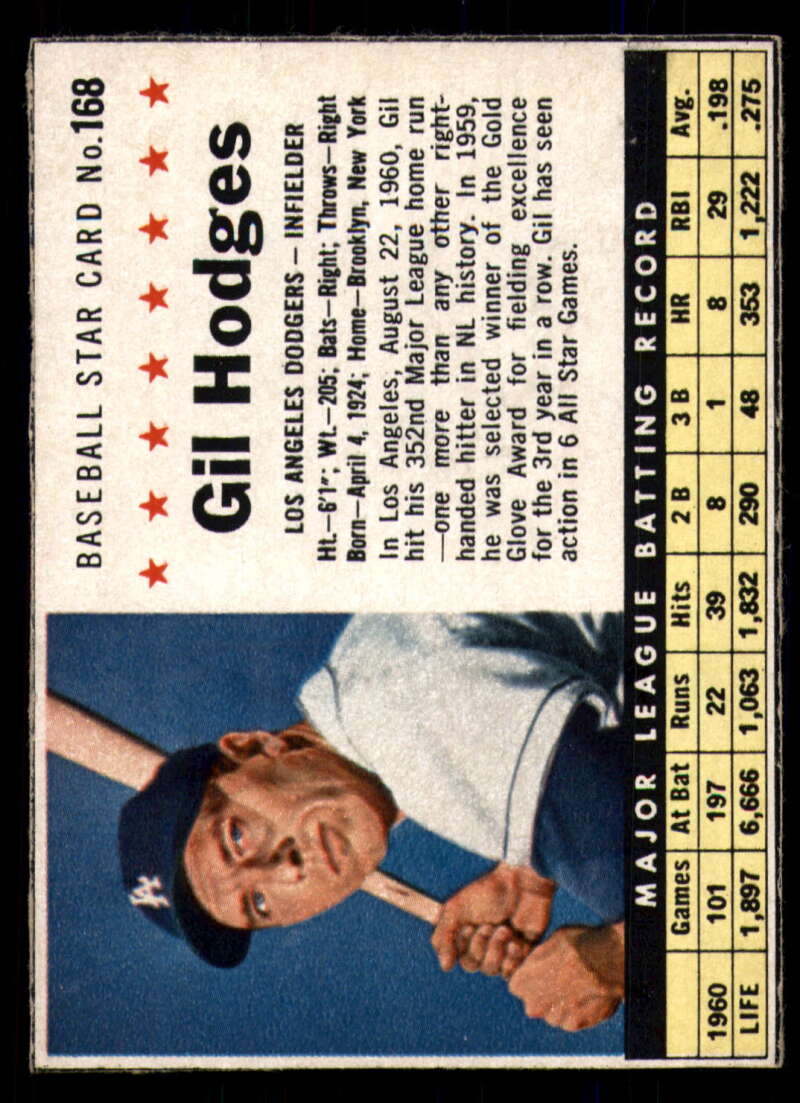 BASEBALL STAR CARD No.168
Gil Hodges
LOS ANGELES DODGERS — INFIELDER
Ht.—6'1"; Wt.—205; Bats—Right; Throws—Right
Born—April 4, 1924; Home—Brooklyn, New York
In Los Angeles, August 22, 1960, Gil
hit his 352nd Major League home run
—one more than any other right-
handed hitter in NL history. In 1959,
he was selected winner of the Gold
Glove Award for fielding excellence
for the 3rd year in a row. Gil has seen
action in 6 All Star Games.
LA
MAJOR LEAGUE BATTING RECORD
Games At Bat Runs Hits 2 B 3 B HR RBI Avg.
1960 101 197 22 39 8 1 8 29 .198
LIFE 1,897 6,666 1,063 1,832 290 48 353 1,222 .275